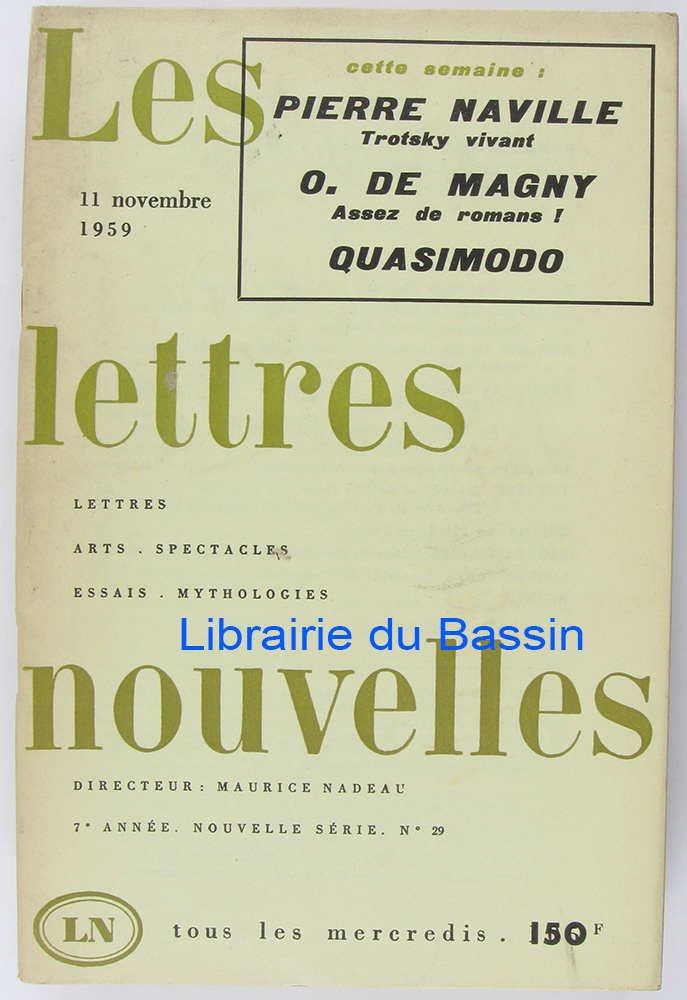 Les
cette semaine :
PIERRE NAVILLE
Trotsky vivant
O. DE MAGNY
Assez de romans !
QUASIMODO
11 novembre
1959
lettres
LETTRES
ARTS . SPECTACLES
ESSAIS . MYTHOLOGIES
Librairie du Bassin
nouvelles
DIRECTEUR : MAURICE NADEAU
7e ANNÉE. NOUVELLE SÉRIE. N° 29
LN
tous les mercredis . 150 F